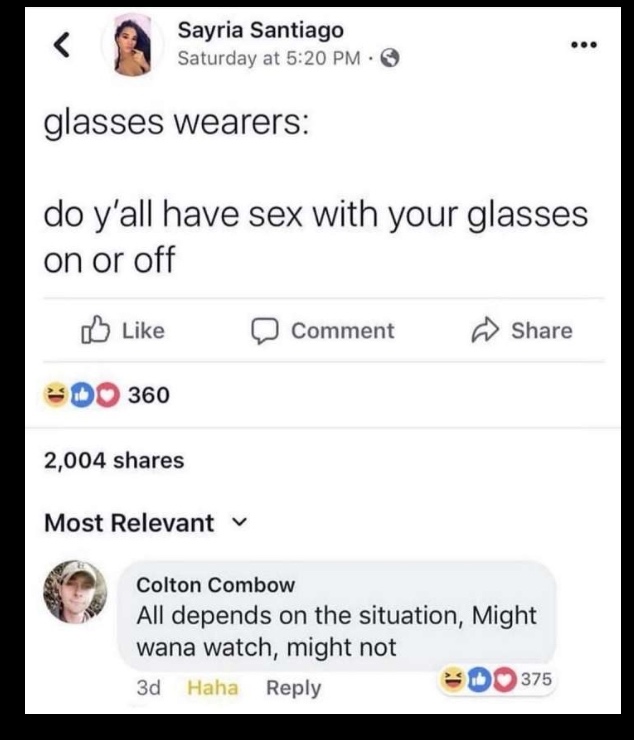 Sayria Santiago
Saturday at 5:20 PM ·
glasses wearers:
do y'all have sex with your glasses
on or off
Like Comment Share
360
2,004 shares
Most Relevant
Colton Combow
All depends on the situation, Might
wana watch, might not
3d Haha Reply 375